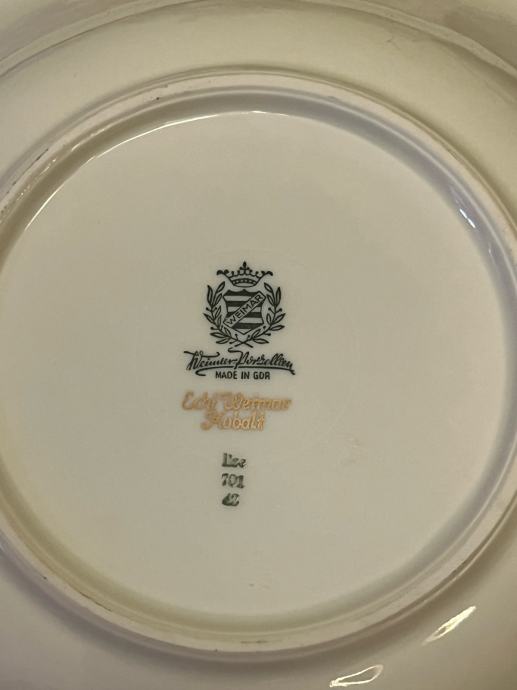 WEIMAR
Weimar-Porzellan
MADE IN GDR
Echt Weimar
Kobalt
701